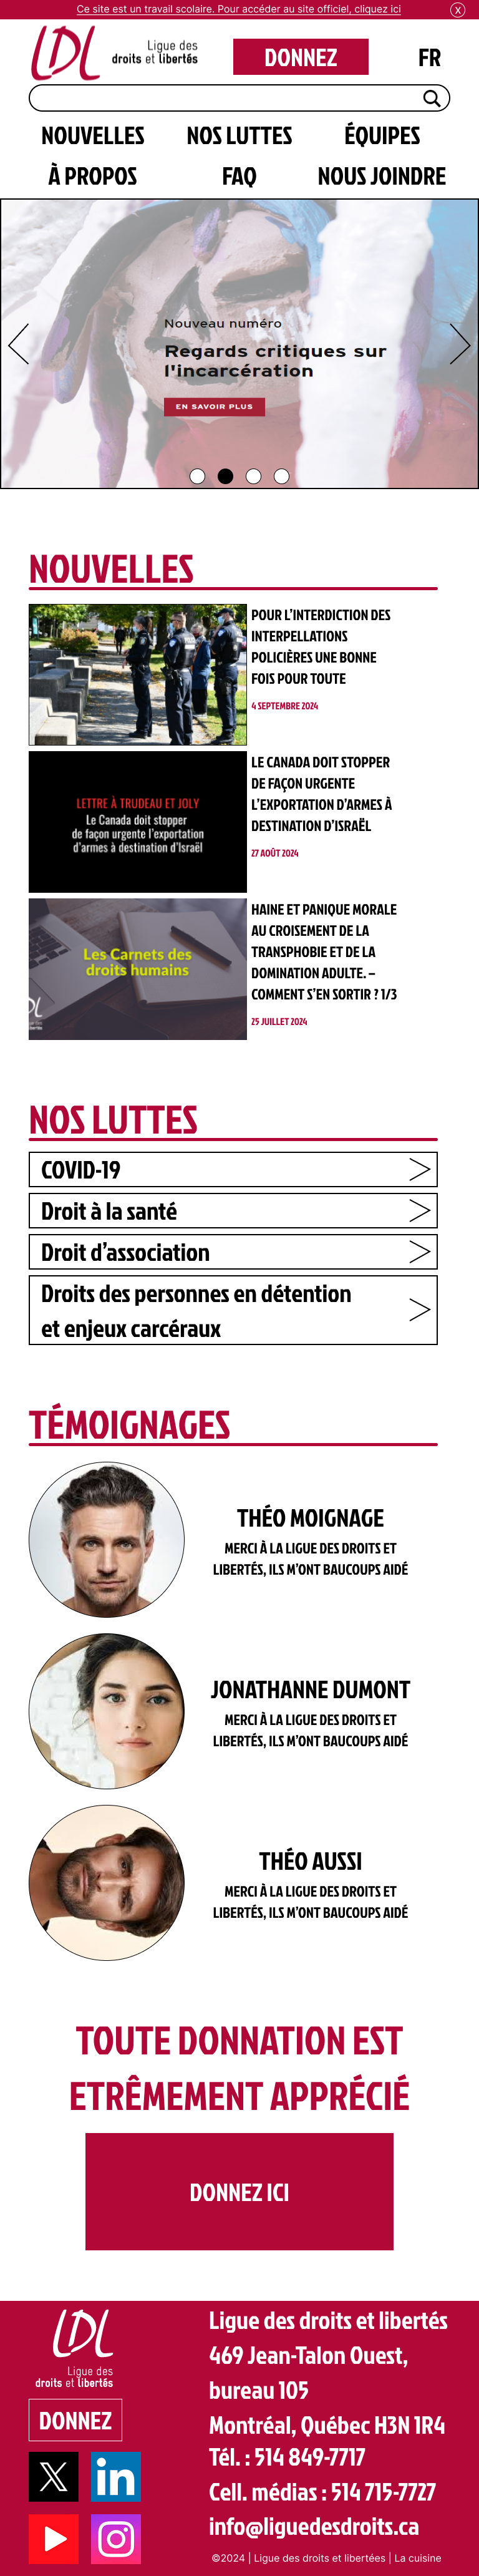 Ce site est un travail scolaire. Pour accéder au site officiel, cliquez ici
X
LDL
Ligue des
droits et libertés
DONNEZ
FR
NOUVELLES
NOS LUTTES
ÉQUIPES
À PROPOS
FAQ
NOUS JOINDRE
Nouveau numéro
Regards critiques sur
l'incarcération
EN SAVOIR PLUS
NOUVELLES
POUR L'INTERDICTION DES
INTERPELLATIONS
POLICIÈRES UNE BONNE
FOIS POUR TOUTE
4 SEPTEMBRE 2024
LETTRE À TRUDEAU ET JOLY
Le Canada doit stopper
de façon urgente l'exportation
d'armes à destination d'Israël
LE CANADA DOIT STOPPER
DE FAÇON URGENTE
L'EXPORTATION D'ARMES À
DESTINATION D'ISRAËL
27 AOÛT 2024
Les Carnets des
droits humains
HAINE ET PANIQUE MORALE
AU CROISEMENT DE LA
TRANSPHOBIE ET DE LA
DOMINATION ADULTE. –
COMMENT S'EN SORTIR ? 1/3
25 JUILLET 2024
NOS LUTTES
COVID-19
Droit à la santé
Droit d'association
Droits des personnes en détention
et enjeux carcéraux
TÉMOIGNAGES
THÉO MOIGNAGE
MERCI À LA LIGUE DES DROITS ET
LIBERTÉS, ILS M'ONT BAUCOUPS AIDÉ
JONATHANNE DUMONT
MERCI À LA LIGUE DES DROITS ET
LIBERTÉS, ILS M'ONT BAUCOUPS AIDÉ
THÉO AUSSI
MERCI À LA LIGUE DES DROITS ET
LIBERTÉS, ILS M'ONT BAUCOUPS AIDÉ
TOUTE DONNATION EST
ETRÊMEMENT APPRÉCIÉ
DONNEZ ICI
LDL
Ligue des
droits et libertés
DONNEZ
X
in
Ligue des droits et libertés
469 Jean-Talon Ouest,
bureau 105
Montréal, Québec H3N 1R4
Tél. : 514 849-7717
Cell. médias : 514 715-7727
info@liguedesdroits.ca
©2024 | Ligue des droits et libertées | La cuisine